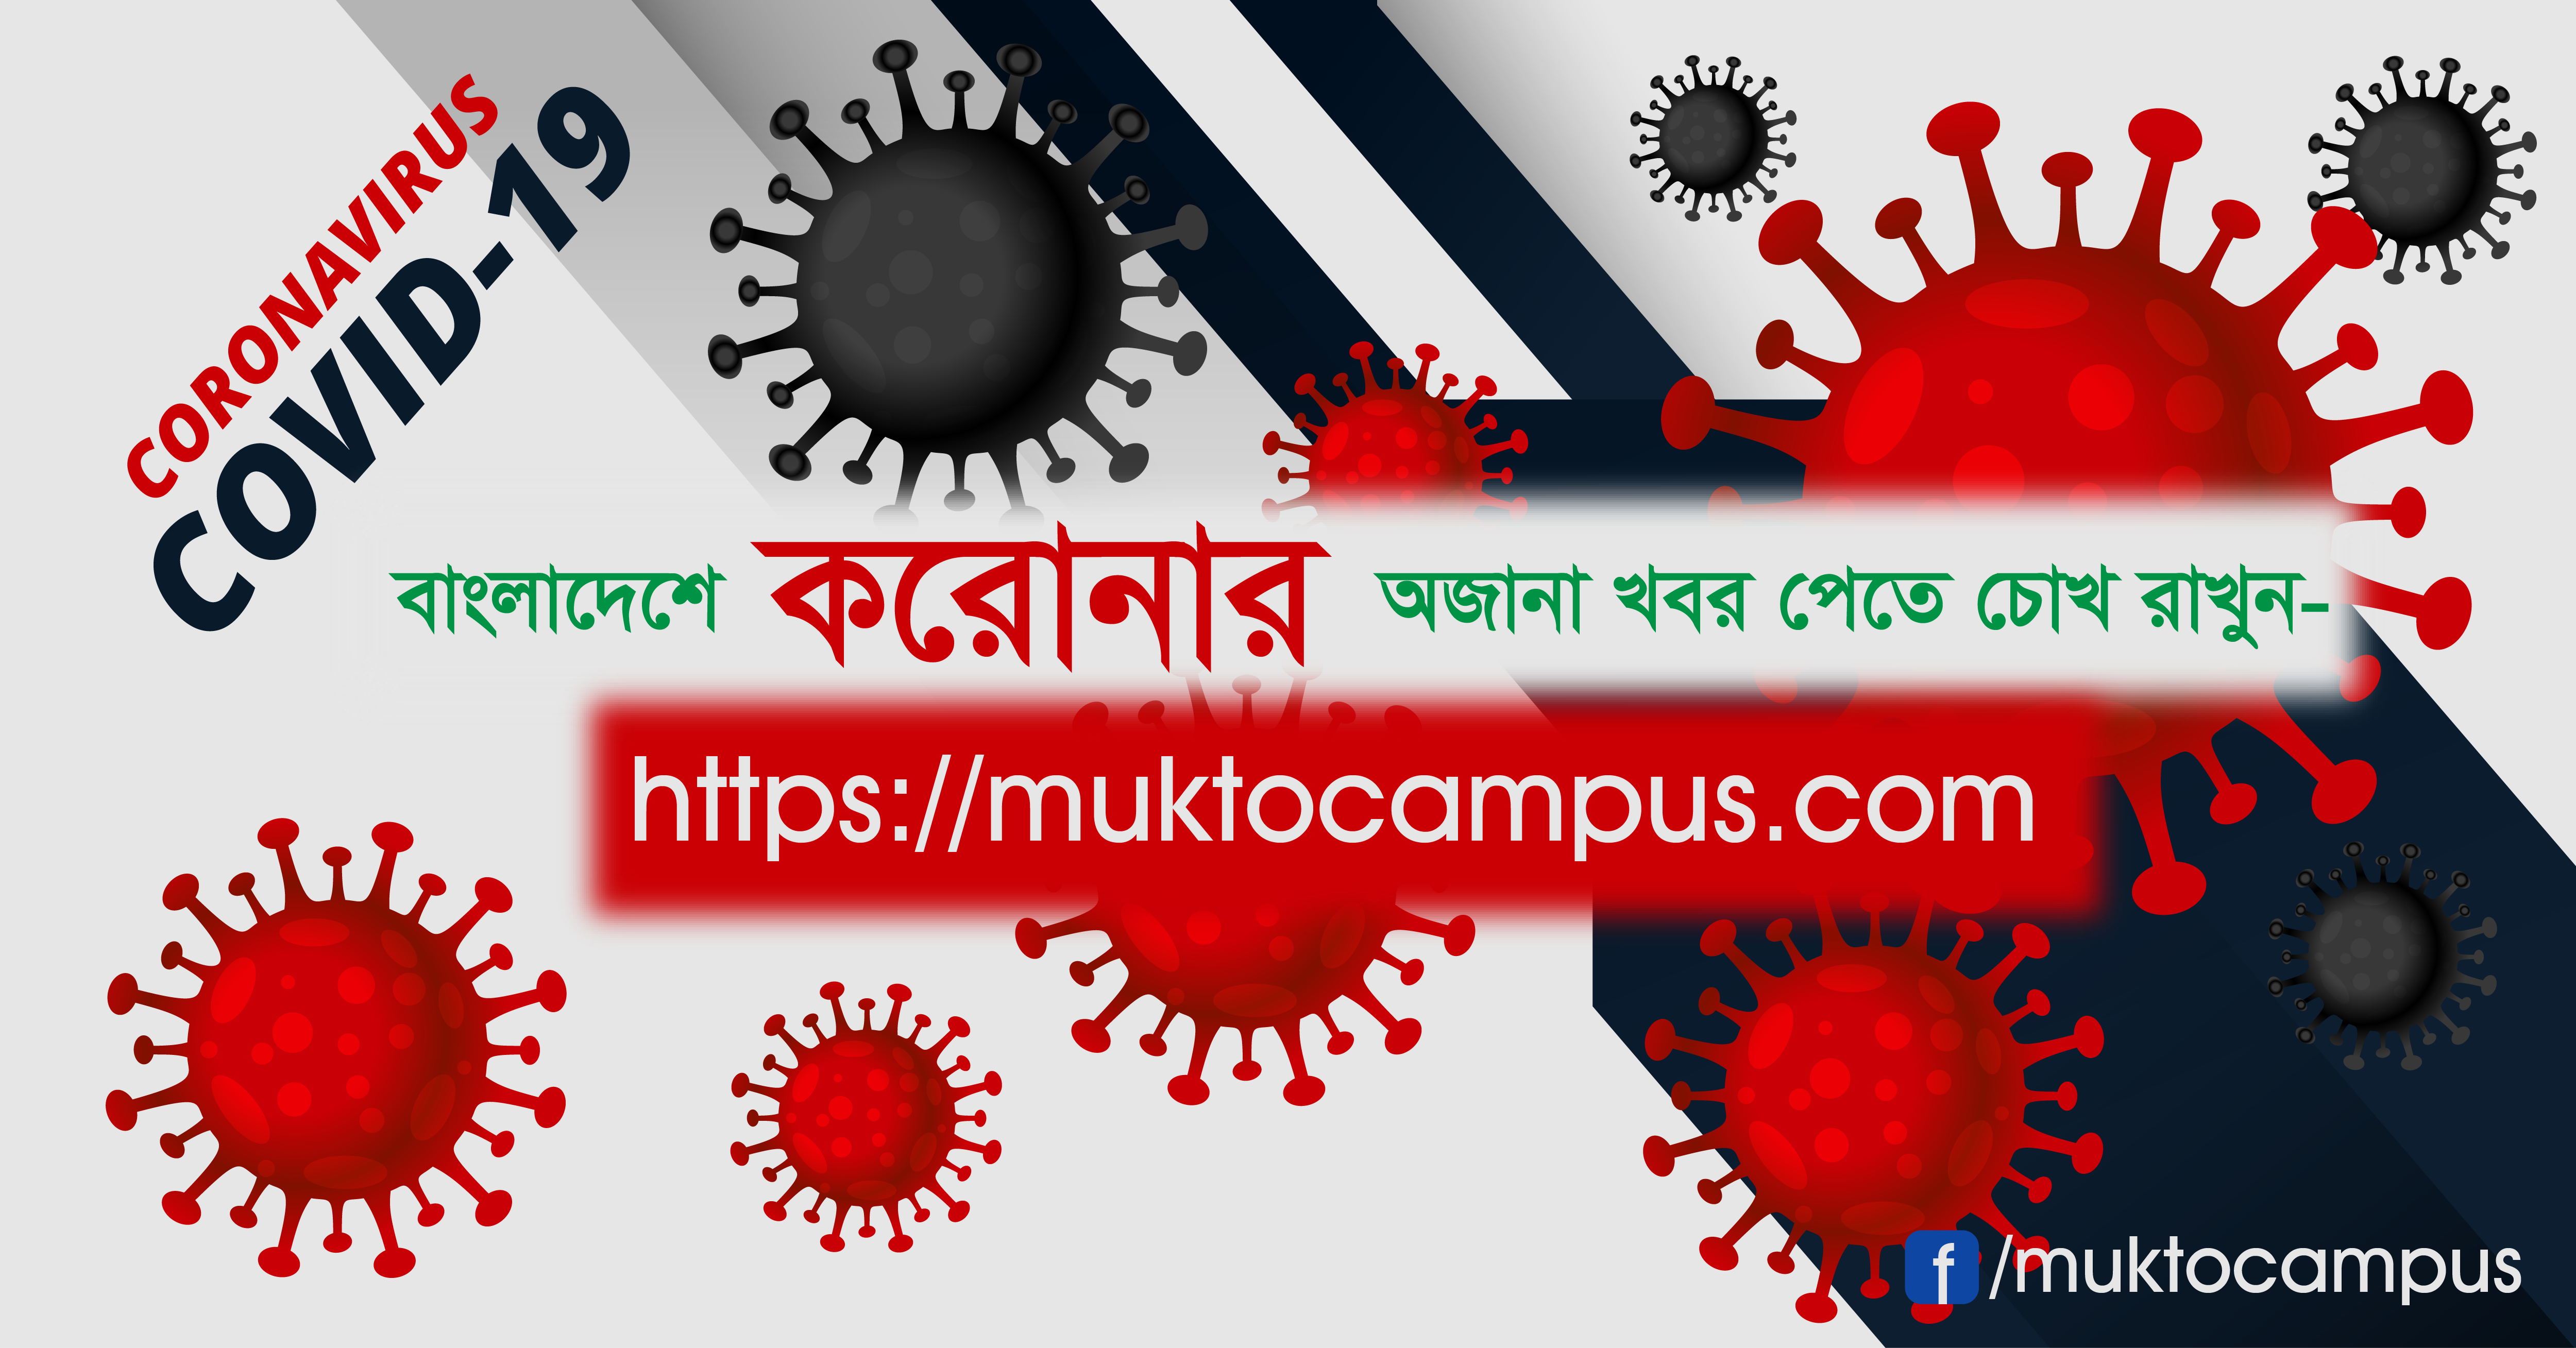 CORONAVIRUS
COVID-19
বাংলাদেশে করোনার অজানা খবর পেতে চোখ রাখুন-
https://muktocampus.com
f /muktocampus